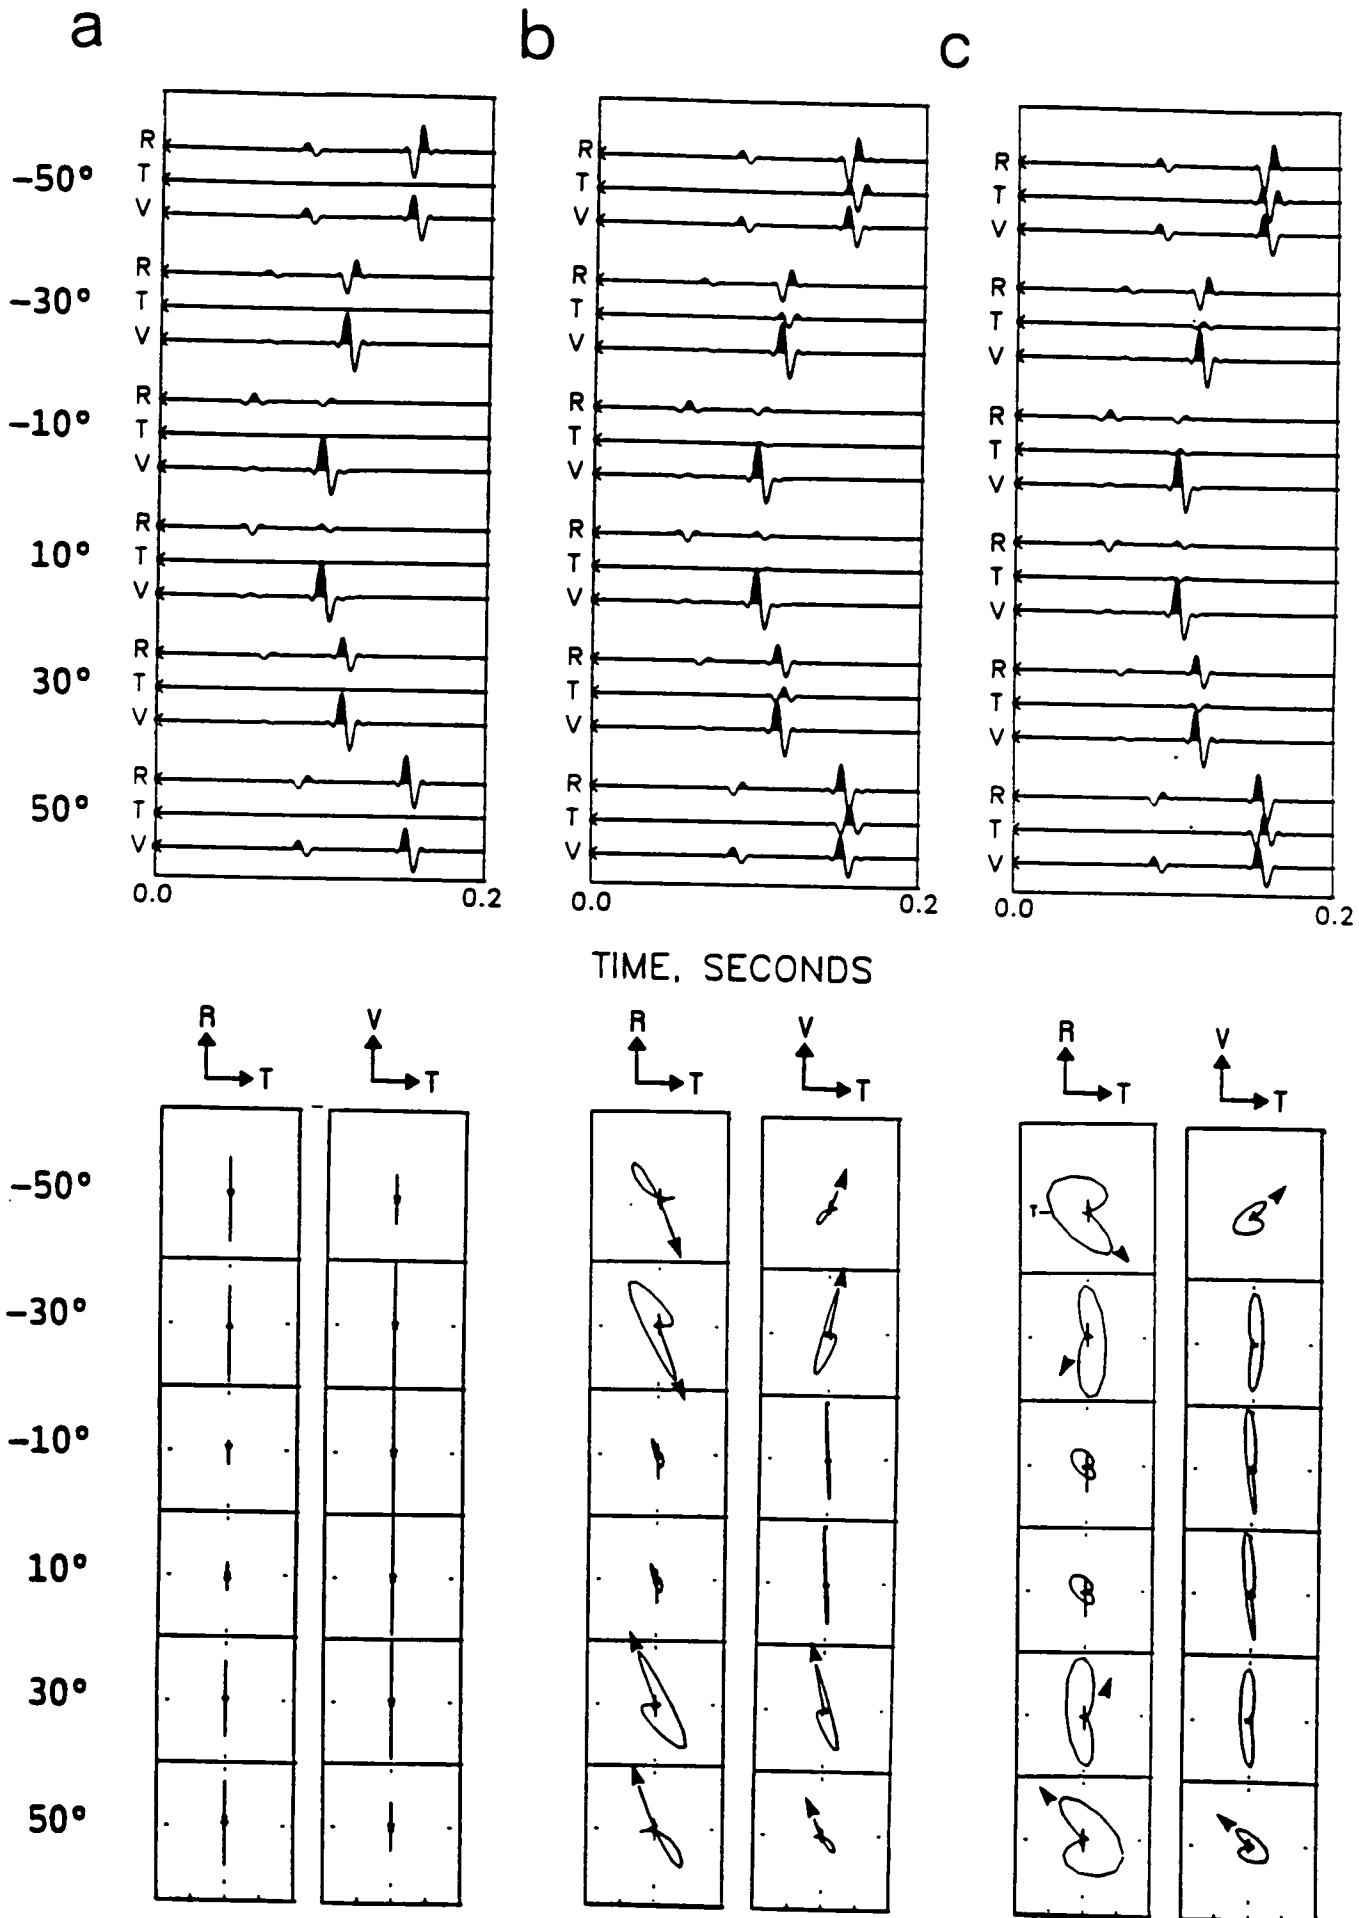 a b c
R R R
-50° T T T
V V V
R R R
-30° T T T
V V V
R R R
-10° T T T
V V V
R R R
10° T T T
V V V
R R R
30° T T T
V V V
R R R
50° T T T
V V V
0.0 0.2 0.0 0.2 0.0 0.2
TIME, SECONDS
R V R V R V
T T T T T T
-50° T
-30°
-10°
10°
30°
50°